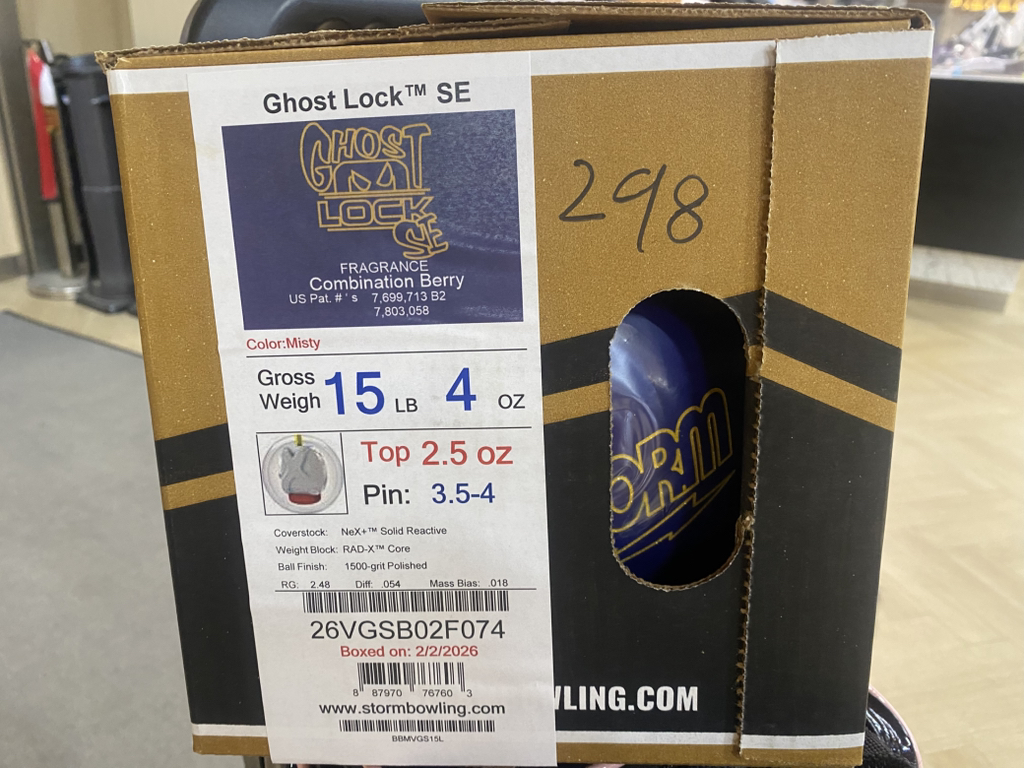 Ghost Lock™ SE
GHOST
LOCK
SE
FRAGRANCE
Combination Berry
US Pat. #'s 7,699,713 B2
7,803,058
Color:Misty
Gross
Weigh 15 LB 4 OZ
Top 2.5 oz
Pin: 3.5-4
Coverstock: NeX+™ Solid Reactive
Weight Block: RAD-X™ Core
Ball Finish: 1500-grit Polished
RG: 2.48 Diff: .054 Mass Bias: .018
26VGSB02F074
Boxed on: 2/2/2026
8 87970 76760 3
www.stormbowling.com
BBMVGS15L
298
ORM
WLING.COM